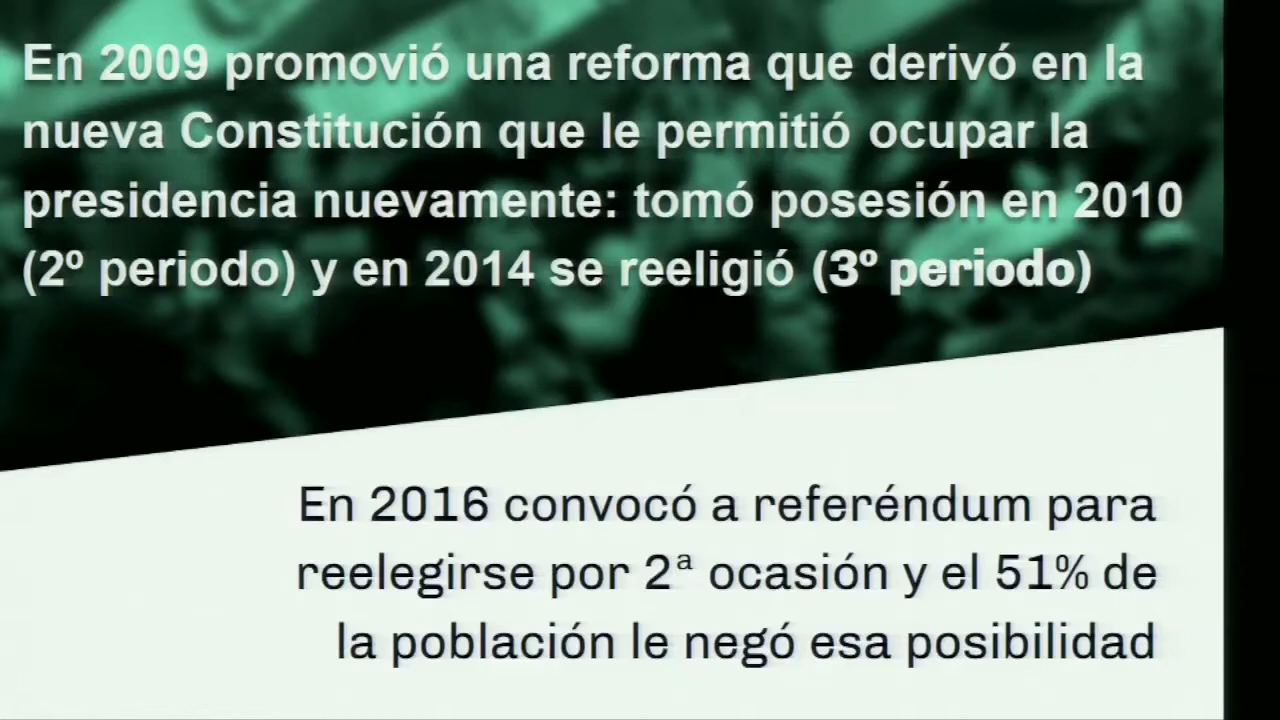 En 2009 promovió una reforma que derivó en la
nueva Constitución que le permitió ocupar la
presidencia nuevamente: tomó posesión en 2010
(2º periodo) y en 2014 se reeligió (3º periodo)
En 2016 convocó a referéndum para
reelegirse por 2ª ocasión y el 51% de
la población le negó esa posibilidad